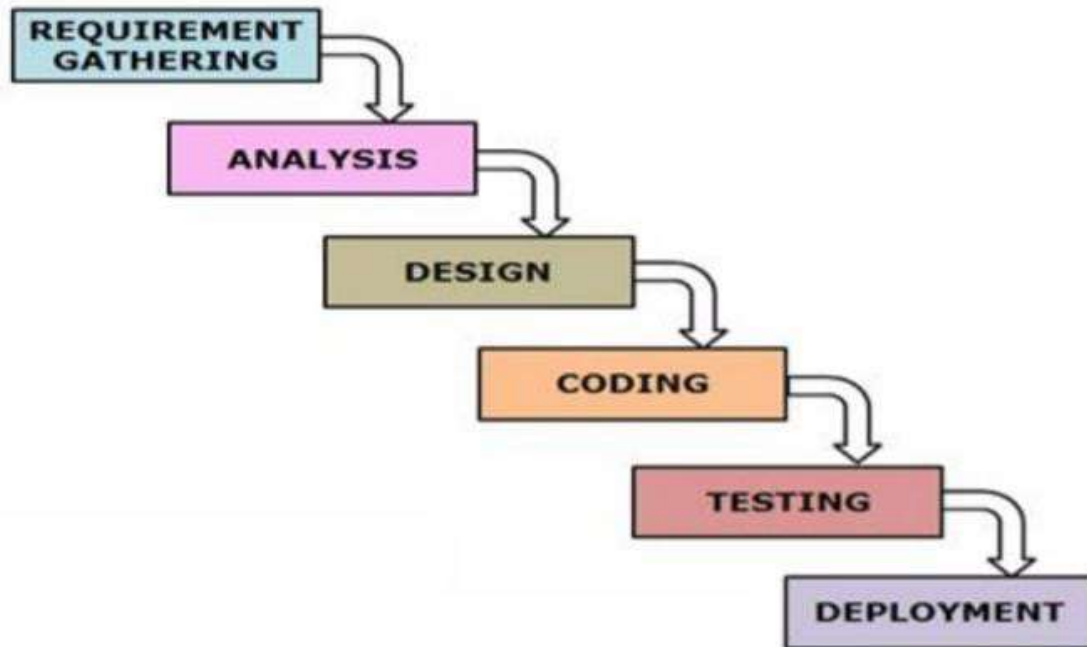 REQUIREMENT
GATHERING
ANALYSIS
DESIGN
CODING
TESTING
DEPLOYMENT